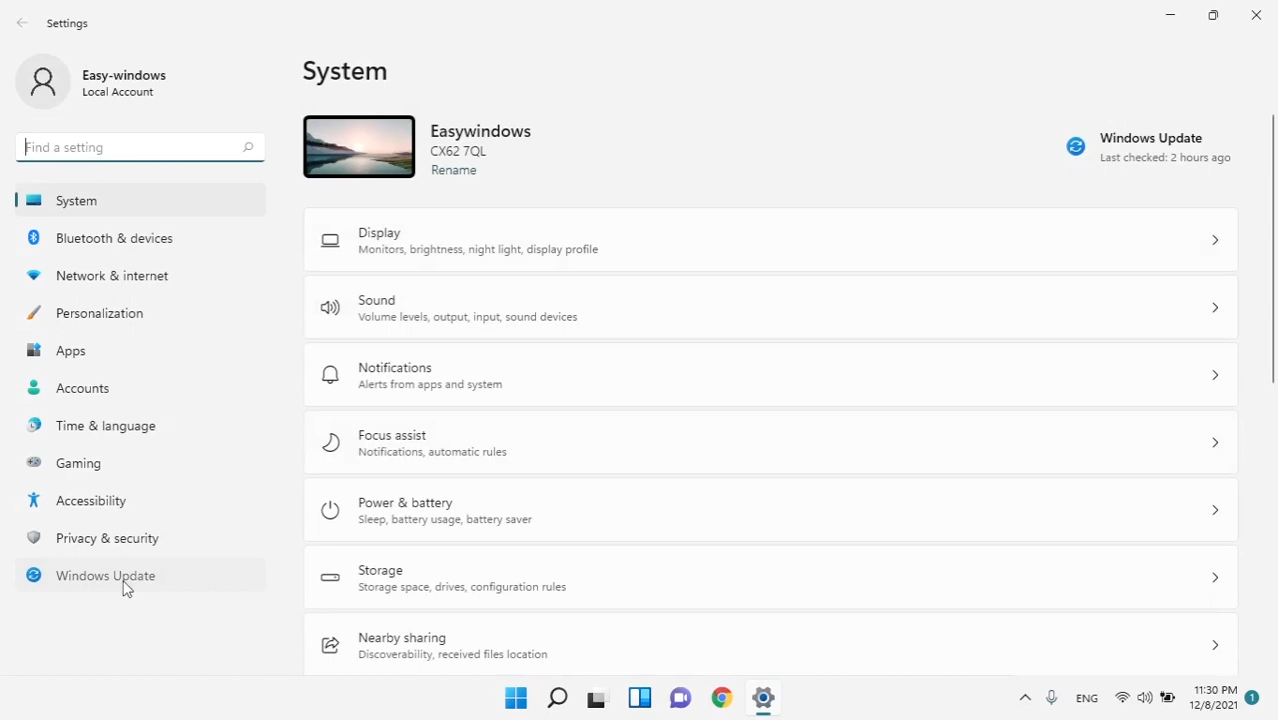 Settings
Easy-windows
Local Account
Find a setting
System
Bluetooth & devices
Network & internet
Personalization
Apps
Accounts
Time & language
Gaming
Accessibility
Privacy & security
Windows Update
System
Easywindows
CX62 7QL
Rename
Windows Update
Last checked: 2 hours ago
Display
Monitors, brightness, night light, display profile
Sound
Volume levels, output, input, sound devices
Notifications
Alerts from apps and system
Focus assist
Notifications, automatic rules
Power & battery
Sleep, battery usage, battery saver
Storage
Storage space, drives, configuration rules
Nearby sharing
Discoverability, received files location
ENG
11:30 PM
12/8/2021
1